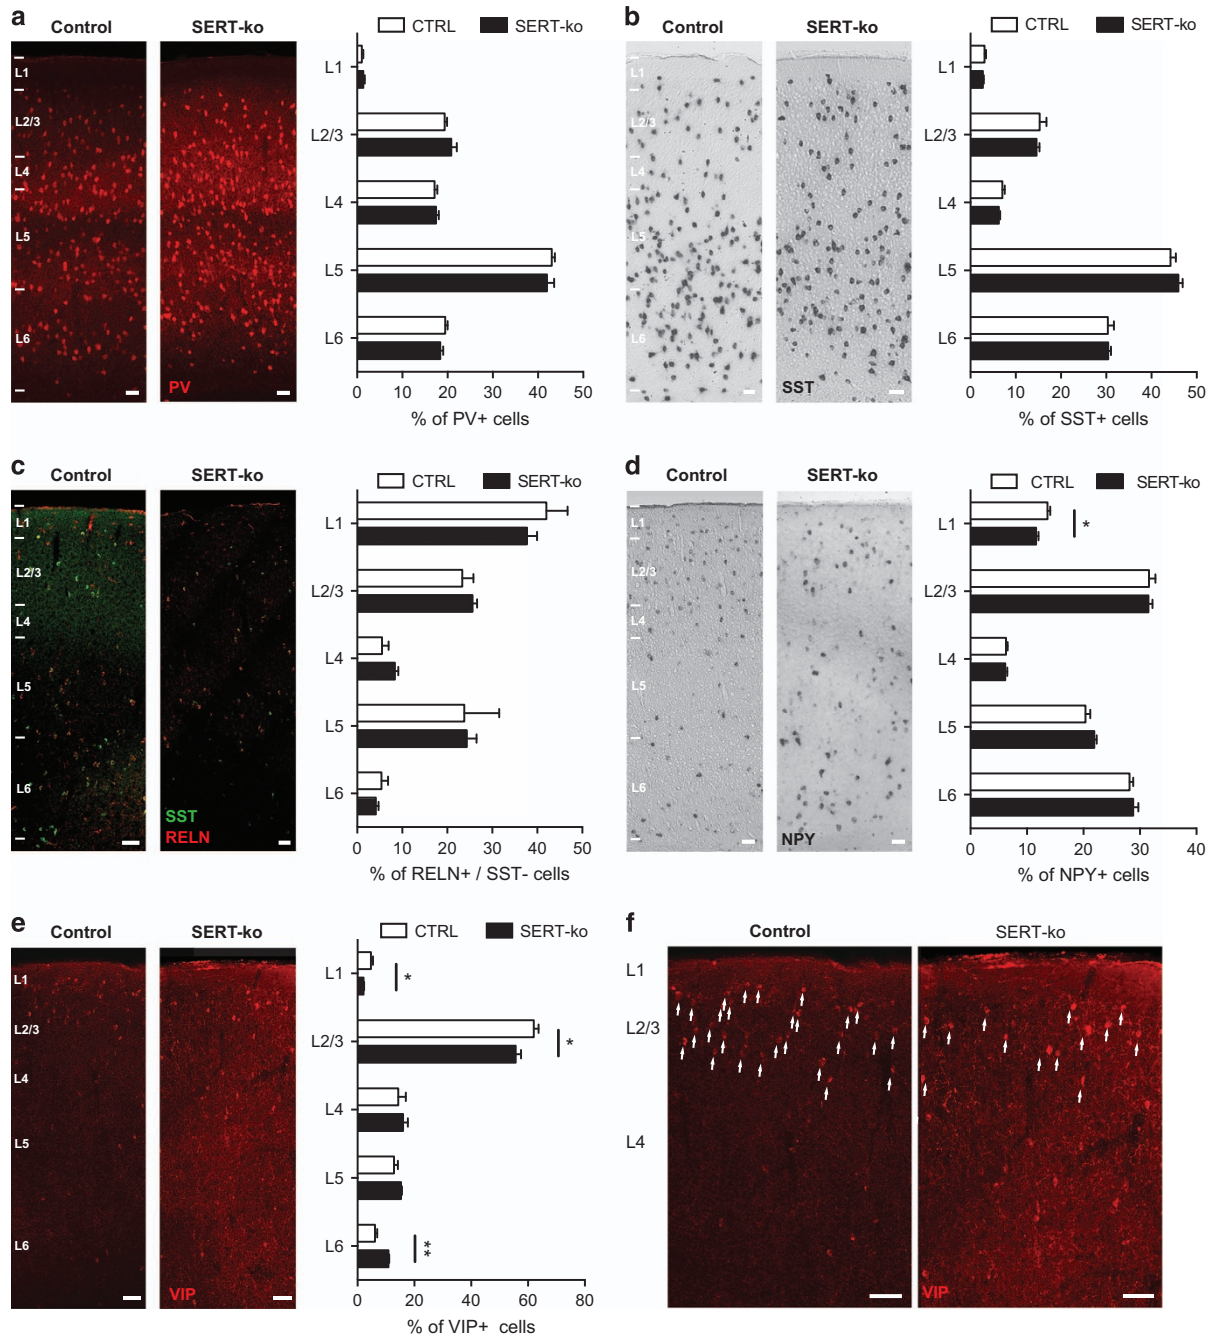 a
Control
SERT-ko
CTRL
SERT-ko
L1
L2/3
L4
L5
L6
PV
L1
L2/3
L4
L5
L6
0 10 20 30 40 50
% of PV+ cells
b
Control
SERT-ko
CTRL
SERT-ko
L1
L2/3
L4
L5
L6
SST
L1
L2/3
L4
L5
L6
0 10 20 30 40 50
% of SST+ cells
c
Control
SERT-ko
CTRL
SERT-ko
L1
L2/3
L4
L5
L6
SST
RELN
L1
L2/3
L4
L5
L6
0 10 20 30 40 50
% of RELN+ / SST- cells
d
Control
SERT-ko
CTRL
SERT-ko
L1
L2/3
L4
L5
L6
NPY
L1
*
L2/3
L4
L5
L6
0 10 20 30 40
% of NPY+ cells
e
Control
SERT-ko
CTRL
SERT-ko
L1
L2/3
L4
L5
L6
VIP
L1
*
L2/3
*
L4
L5
L6
**
0 20 40 60 80
% of VIP+ cells
f
Control
SERT-ko
L1
L2/3
L4
VIP